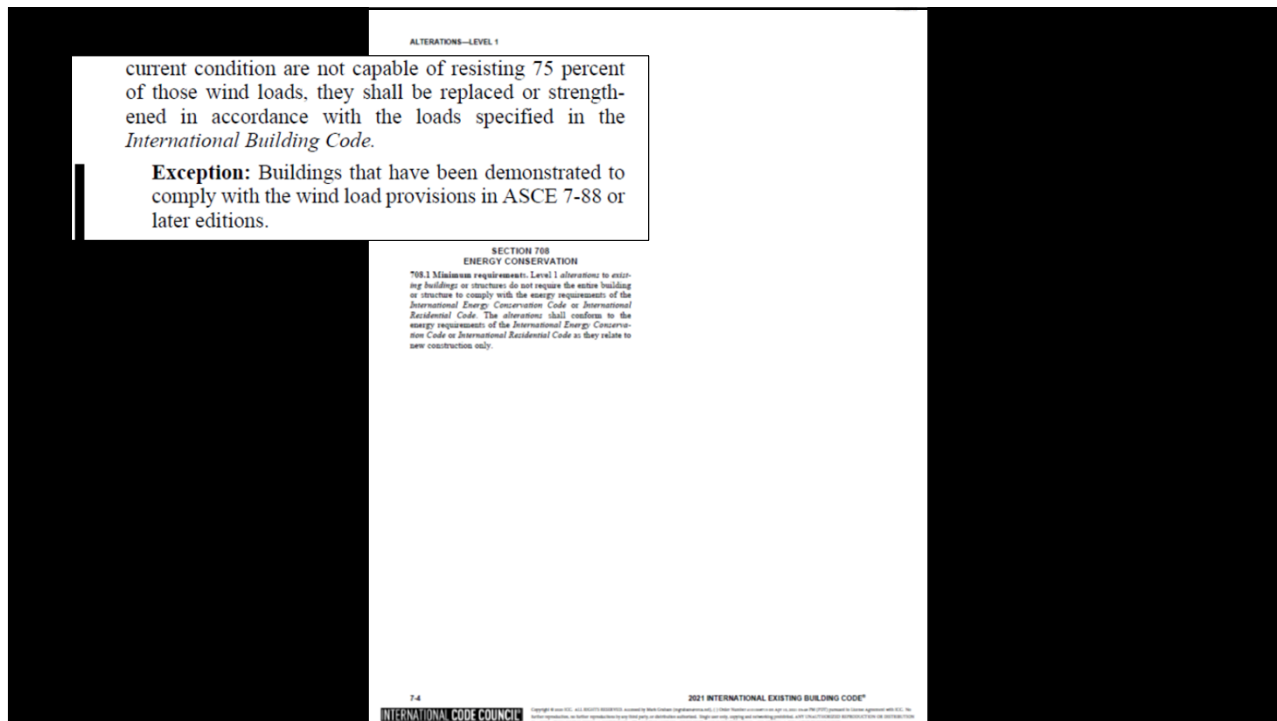 ALTERATIONS—LEVEL 1
current condition are not capable of resisting 75 percent
of those wind loads, they shall be replaced or strength-
ened in accordance with the loads specified in the
International Building Code.
Exception: Buildings that have been demonstrated to
comply with the wind load provisions in ASCE 7-88 or
later editions.
SECTION 708
ENERGY CONSERVATION
708.1 Minimum requirements. Level 1 alterations to exist-
ing buildings or structures do not require the entire building
or structure to comply with the energy requirements of the
International Energy Conservation Code or International
Residential Code. The alterations shall conform to the
energy requirements of the International Energy Conserva-
tion Code or International Residential Code as they relate to
new construction only.
7-4
2021 INTERNATIONAL EXISTING BUILDING CODE®
INTERNATIONAL CODE COUNCIL®